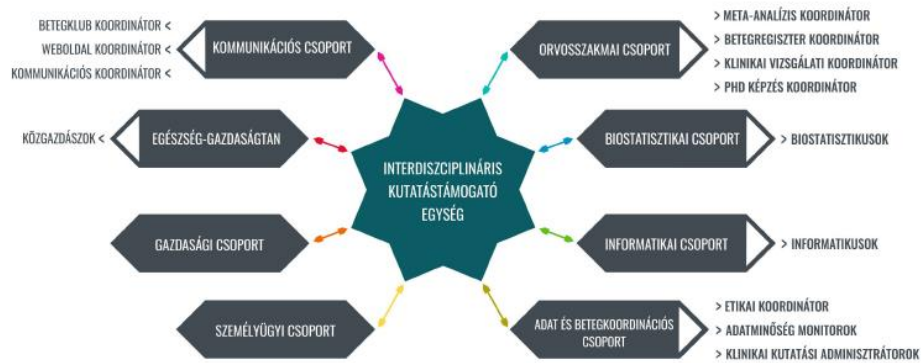 BETEGKLUB KOORDINÁTOR <
WEBOLDAL KOORDINÁTOR <
KOMMUNIKÁCIÓS KOORDINÁTOR <
KOMMUNIKÁCIÓS CSOPORT
ORVOSSZAKMAI CSOPORT
> META-ANALÍZIS KOORDINÁTOR
> BETEGREGISZTER KOORDINÁTOR
> KLINIKAI VIZSGÁLATI KOORDINÁTOR
> PHD KÉPZÉS KOORDINÁTOR
KÖZGAZDÁSZOK <
EGÉSZSÉG-GAZDASÁGTAN
INTERDISZCIPLINÁRIS
KUTATÁSTÁMOGATÓ
EGYSÉG
BIOSTATISZTIKAI CSOPORT
> BIOSTATISZTIKUSOK
GAZDASÁGI CSOPORT
INFORMATIKAI CSOPORT
> INFORMATIKUSOK
SZEMÉLYÜGYI CSOPORT
ADAT ÉS BETEGKOORDINÁCIÓS
CSOPORT
> ETIKAI KOORDINÁTOR
> ADATMINŐSÉG MONITOROK
> KLINIKAI KUTATÁSI ADMINISZTRÁTOROK